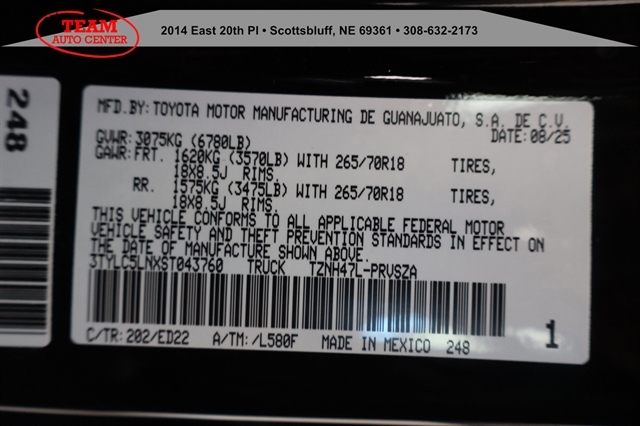 TEAM
AUTO CENTER
2014 East 20th Pl • Scottsbluff, NE 69361 • 308-632-2173
248
MFD.BY: TOYOTA MOTOR MANUFACTURING DE GUANAJUATO, S.A. DE C.V.
DATE: 08/25
GVWR: 3075KG (6780LB)
GAWR: FRT. 1620KG (3570LB) WITH 265/70R18 TIRES,
18X8.5J RIMS.
RR. 1575KG (3475LB) WITH 265/70R18 TIRES,
18X8.5J RIMS.
THIS VEHICLE CONFORMS TO ALL APPLICABLE FEDERAL MOTOR
VEHICLE SAFETY AND THEFT PREVENTION STANDARDS IN EFFECT ON
THE DATE OF MANUFACTURE SHOWN ABOVE.
3TYLC5LNXST043760 TRUCK TZNH47L-PRVSZA
C/TR: 202/ED22 A/TM: /L580F MADE IN MEXICO 248
1